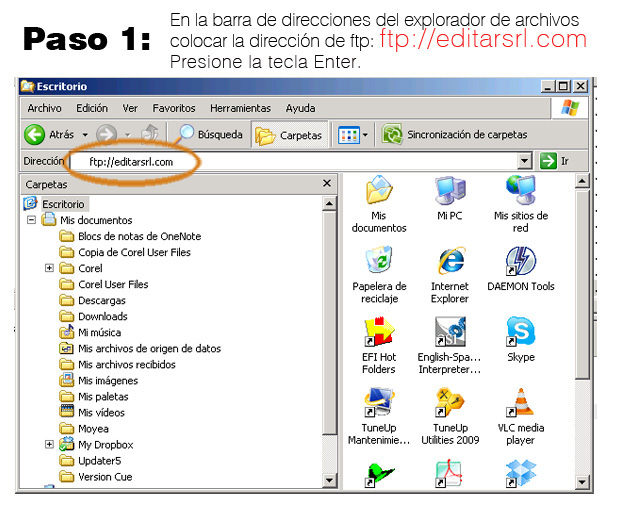 Paso 1:
En la barra de direcciones del explorador de archivos
colocar la dirección de ftp: ftp://editarsrl.com
Presione la tecla Enter.
Escritorio
Archivo Edición Ver Favoritos Herramientas Ayuda
Atrás Búsqueda Carpetas Sincronización de carpetas
Dirección ftp://editarsrl.com Ir
Carpetas
Escritorio
Mis documentos
Blocs de notas de OneNote
Copia de Corel User Files
Corel
Corel User Files
Descargas
Downloads
Mi música
Mis archivos de origen de datos
Mis archivos recibidos
Mis imágenes
Mis paletas
Mis vídeos
Moyea
My Dropbox
Updater5
Version Cue
Mis
documentos
Mi PC
Mis sitios de
red
Papelera de
reciclaje
Internet
Explorer
DAEMON Tools
EFI Hot
Folders
English-Spa...
Interpreter...
Skype
TuneUp
Mantenimie...
TuneUp
Utilities 2009
VLC media
player